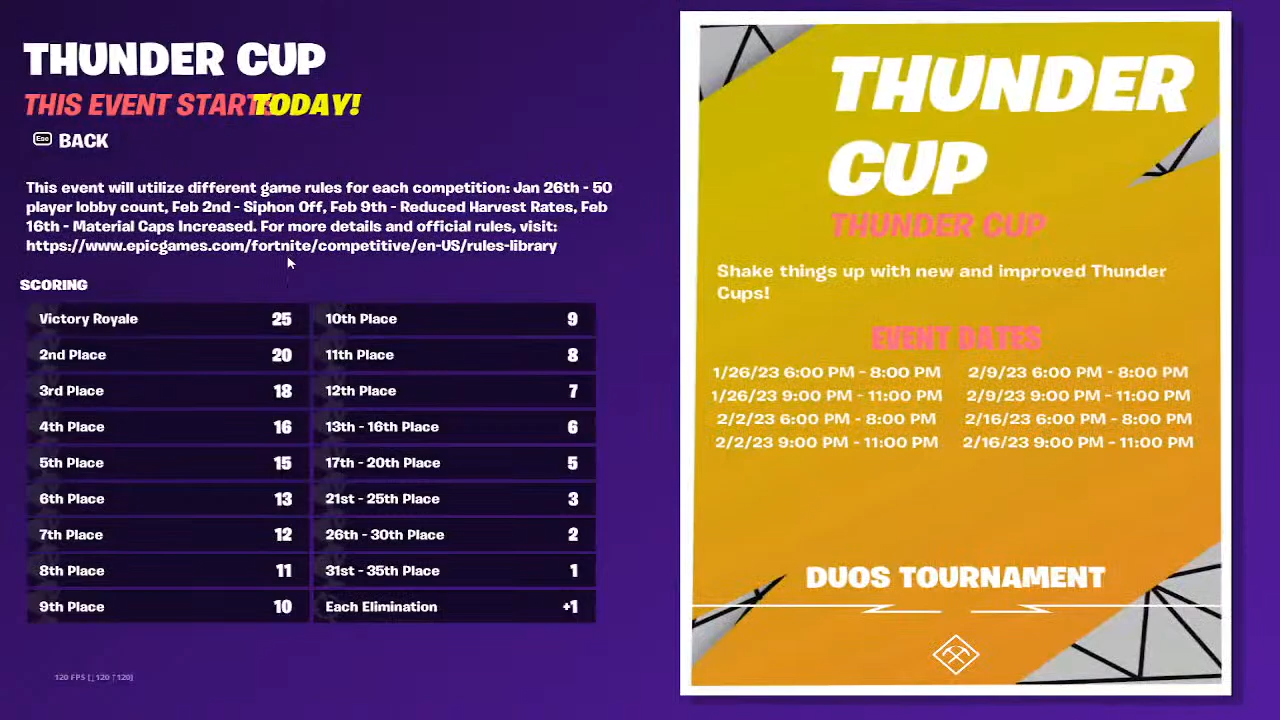 THUNDER CUP
THIS EVENT STARTS TODAY!
Esc BACK
This event will utilize different game rules for each competition: Jan 26th - 50
player lobby count, Feb 2nd - Siphon Off, Feb 9th - Reduced Harvest Rates, Feb
16th - Material Caps Increased. For more details and official rules, visit:
https://www.epicgames.com/fortnite/competitive/en-US/rules-library
SCORING
Victory Royale 25
2nd Place 20
3rd Place 18
4th Place 16
5th Place 15
6th Place 13
7th Place 12
8th Place 11
9th Place 10
10th Place 9
11th Place 8
12th Place 7
13th - 16th Place 6
17th - 20th Place 5
21st - 25th Place 3
26th - 30th Place 2
31st - 35th Place 1
Each Elimination +1
120 FPS [↓120 ↑120]
THUNDER
CUP
THUNDER CUP
Shake things up with new and improved Thunder
Cups!
EVENT DATES
1/26/23 6:00 PM - 8:00 PM
1/26/23 9:00 PM - 11:00 PM
2/2/23 6:00 PM - 8:00 PM
2/2/23 9:00 PM - 11:00 PM
2/9/23 6:00 PM - 8:00 PM
2/9/23 9:00 PM - 11:00 PM
2/16/23 6:00 PM - 8:00 PM
2/16/23 9:00 PM - 11:00 PM
DUOS TOURNAMENT